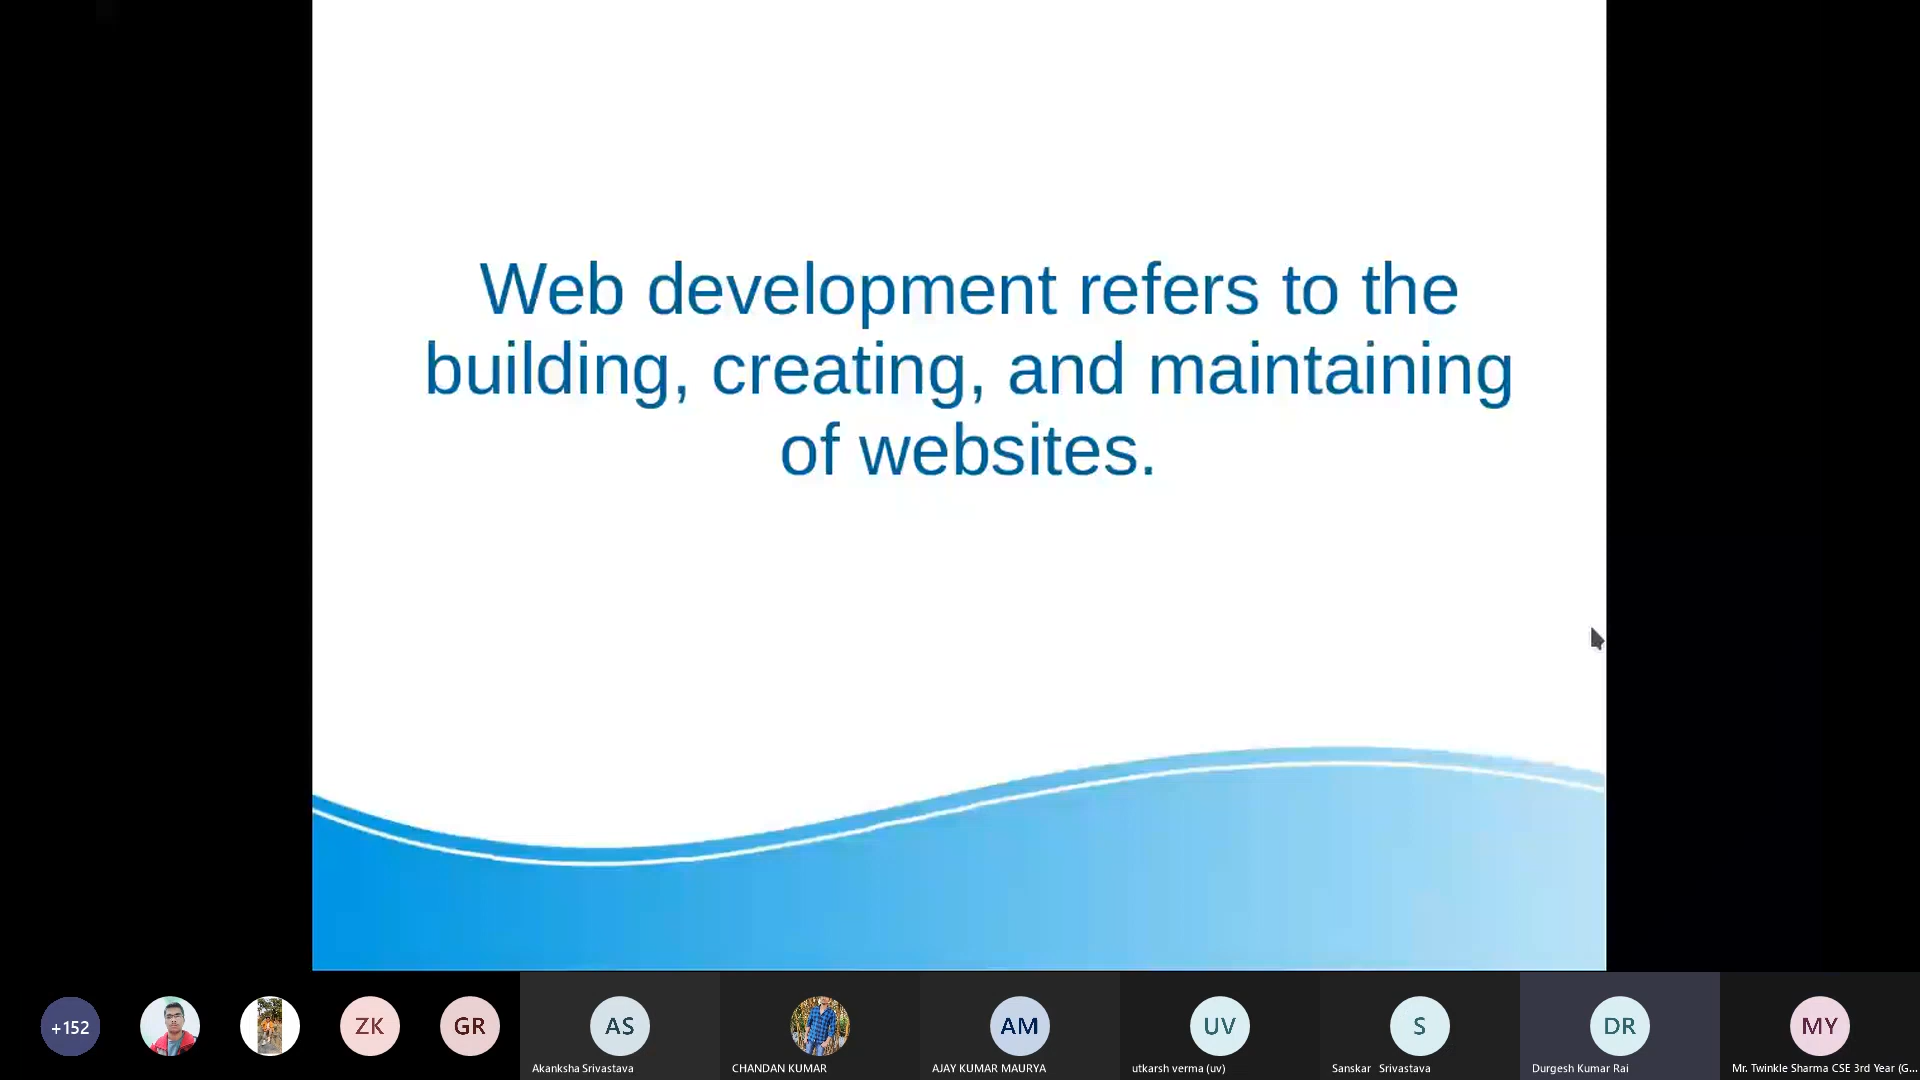 Web development refers to the
building, creating, and maintaining
of websites.
+152
ZK
GR
AS
AM
UV
S
DR
MY
Akanksha Srivastava
CHANDAN KUMAR
AJAY KUMAR MAURYA
utkarsh verma (uv)
Sanskar Srivastava
Durgesh Kumar Rai
Mr. Twinkle Sharma CSE 3rd Year (G...